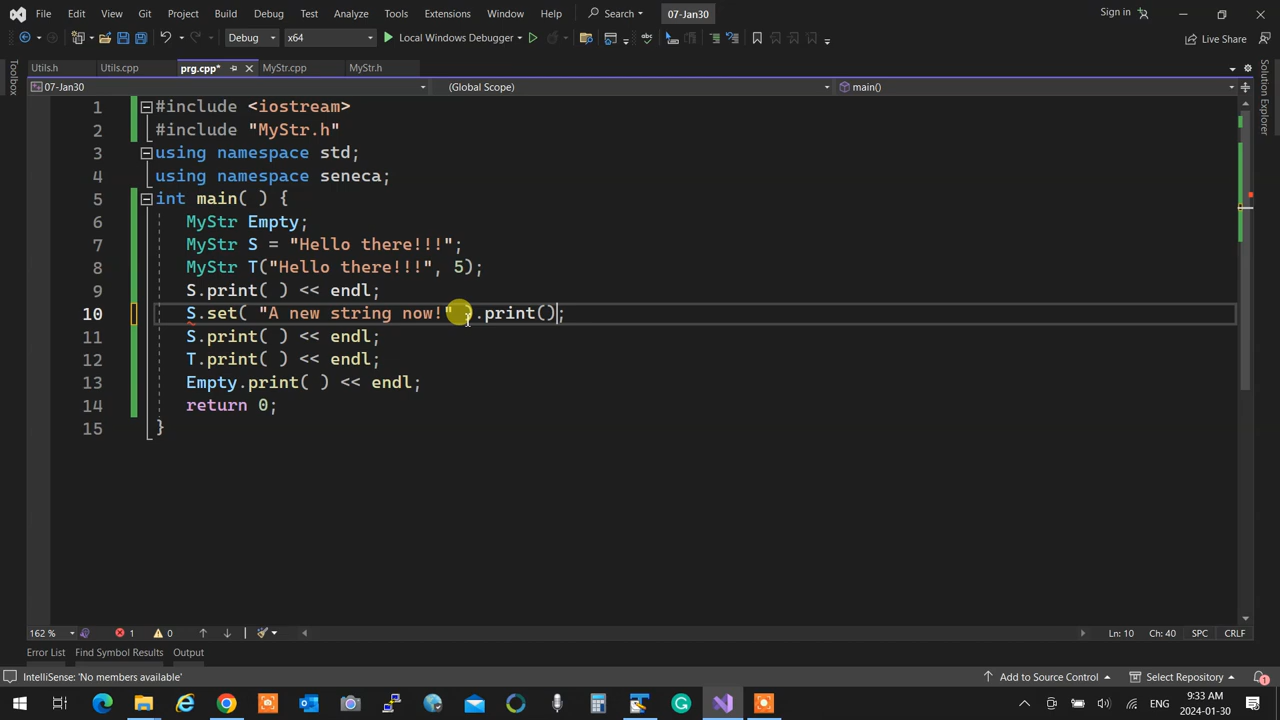 File Edit View Git Project Build Debug Test Analyze Tools Extensions Window Help Search 07-Jan30 Sign in
Debug x64 Local Windows Debugger Live Share
Utils.h Utils.cpp prg.cpp* MyStr.cpp MyStr.h
07-Jan30 (Global Scope) main()
Toolbox
Solution Explorer
1 #include <iostream>
2 #include "MyStr.h"
3 using namespace std;
4 using namespace seneca;
5 int main( ) {
6 MyStr Empty;
7 MyStr S = "Hello there!!!";
8 MyStr T("Hello there!!!", 5);
9 S.print( ) << endl;
10 S.set( "A new string now!" ).print();
11 S.print( ) << endl;
12 T.print( ) << endl;
13 Empty.print( ) << endl;
14 return 0;
15 }
162 % 1 0 Ln: 10 Ch: 40 SPC CRLF
Error List Find Symbol Results Output
IntelliSense: 'No members available' Add to Source Control Select Repository 1
9:33 AM
ENG
2024-01-30